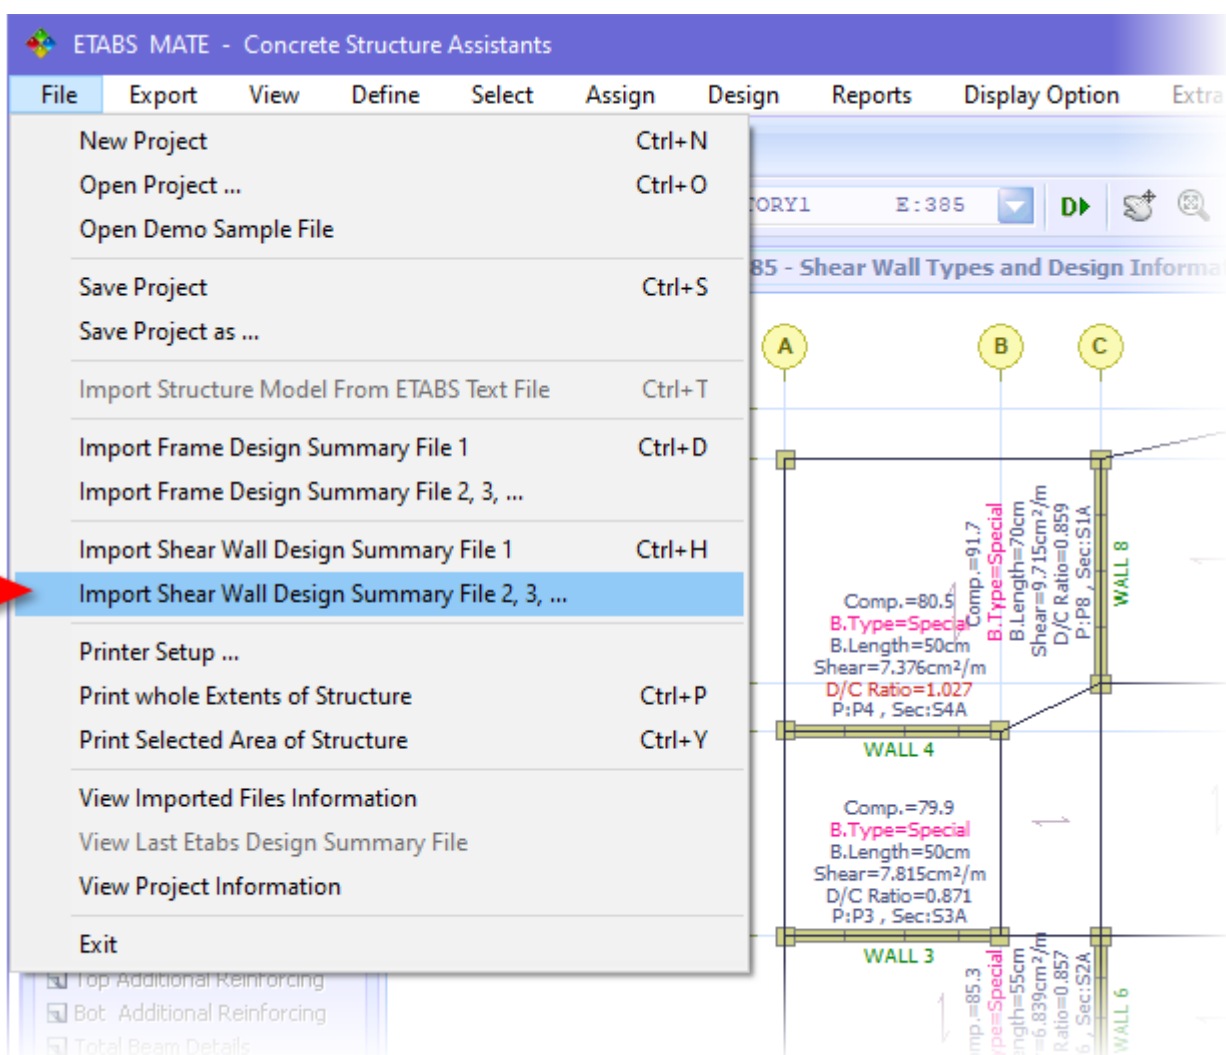 ETABS MATE - Concrete Structure Assistants
File Export View Define Select Assign Design Reports Display Option Extra
New Project Ctrl+N
Open Project ... Ctrl+O
Open Demo Sample File
Save Project Ctrl+S
Save Project as ...
Import Structure Model From ETABS Text File Ctrl+T
Import Frame Design Summary File 1 Ctrl+D
Import Frame Design Summary File 2, 3, ...
Import Shear Wall Design Summary File 1 Ctrl+H
Import Shear Wall Design Summary File 2, 3, ...
Printer Setup ...
Print whole Extents of Structure Ctrl+P
Print Selected Area of Structure Ctrl+Y
View Imported Files Information
View Last Etabs Design Summary File
View Project Information
Exit
Top Additional Reinforcing
Bot Additional Reinforcing
Total Beam Details
TORY1 E:385 D
85 - Shear Wall Types and Design Informa
A B C
Comp.=91.7
B.Type=Special
B.Length=70cm
Shear=9.715cm²/m
D/C Ratio=0.859
P:P8 , Sec:S1A
WALL 8
Comp.=80.5
B.Type=Special
B.Length=50cm
Shear=7.376cm²/m
D/C Ratio=1.027
P:P4 , Sec:S4A
WALL 4
Comp.=79.9
B.Type=Special
B.Length=50cm
Shear=7.815cm²/m
D/C Ratio=0.871
P:P3 , Sec:S3A
WALL 3
mp.=85.3
ype=Special
ngth=55cm
=6.839cm²/m
Ratio=0.857
6 , Sec:S2A
WALL 6